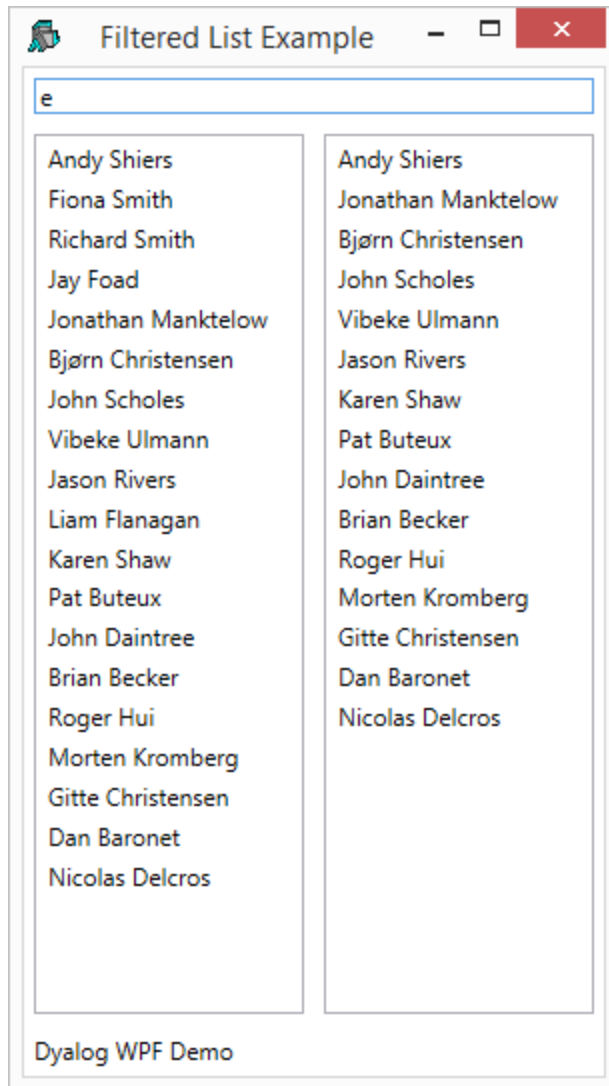 Filtered List Example
e
Andy Shiers
Fiona Smith
Richard Smith
Jay Foad
Jonathan Manktelow
Bjørn Christensen
John Scholes
Vibeke Ulmann
Jason Rivers
Liam Flanagan
Karen Shaw
Pat Buteux
John Daintree
Brian Becker
Roger Hui
Morten Kromberg
Gitte Christensen
Dan Baronet
Nicolas Delcros
Andy Shiers
Jonathan Manktelow
Bjørn Christensen
John Scholes
Vibeke Ulmann
Jason Rivers
Karen Shaw
Pat Buteux
John Daintree
Brian Becker
Roger Hui
Morten Kromberg
Gitte Christensen
Dan Baronet
Nicolas Delcros
Dyalog WPF Demo